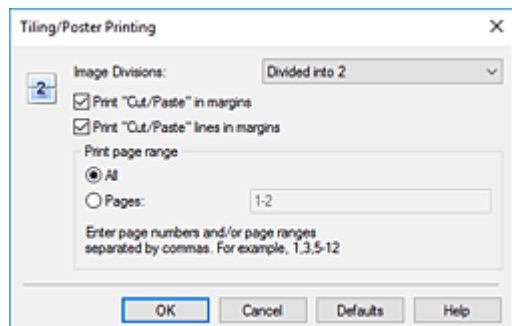 Tiling/Poster Printing
Image Divisions:
Divided into 2
2
Print "Cut/Paste" in margins
Print "Cut/Paste" lines in margins
Print page range
All
Pages:
1-2
Enter page numbers and/or page ranges
separated by commas. For example, 1,3,5-12
OK
Cancel
Defaults
Help